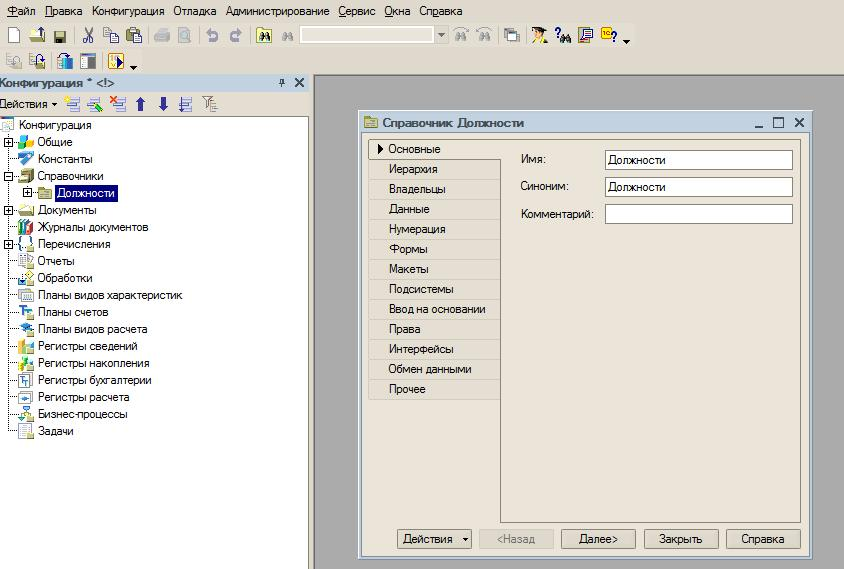 Файл Правка Конфигурация Отладка Администрирование Сервис Окна Справка
Конфигурация * <!>
Действия
Конфигурация
Общие
Константы
Справочники
Должности
Документы
Журналы документов
Перечисления
Отчеты
Обработки
Планы видов характеристик
Планы счетов
Планы видов расчета
Регистры сведений
Регистры накопления
Регистры бухгалтерии
Регистры расчета
Бизнес-процессы
Задачи
Справочник Должности
Основные
Иерархия
Владельцы
Данные
Нумерация
Формы
Макеты
Подсистемы
Ввод на основании
Права
Интерфейсы
Обмен данными
Прочее
Имя: Должности
Синоним: Должности
Комментарий:
Действия <Назад Далее> Закрыть Справка